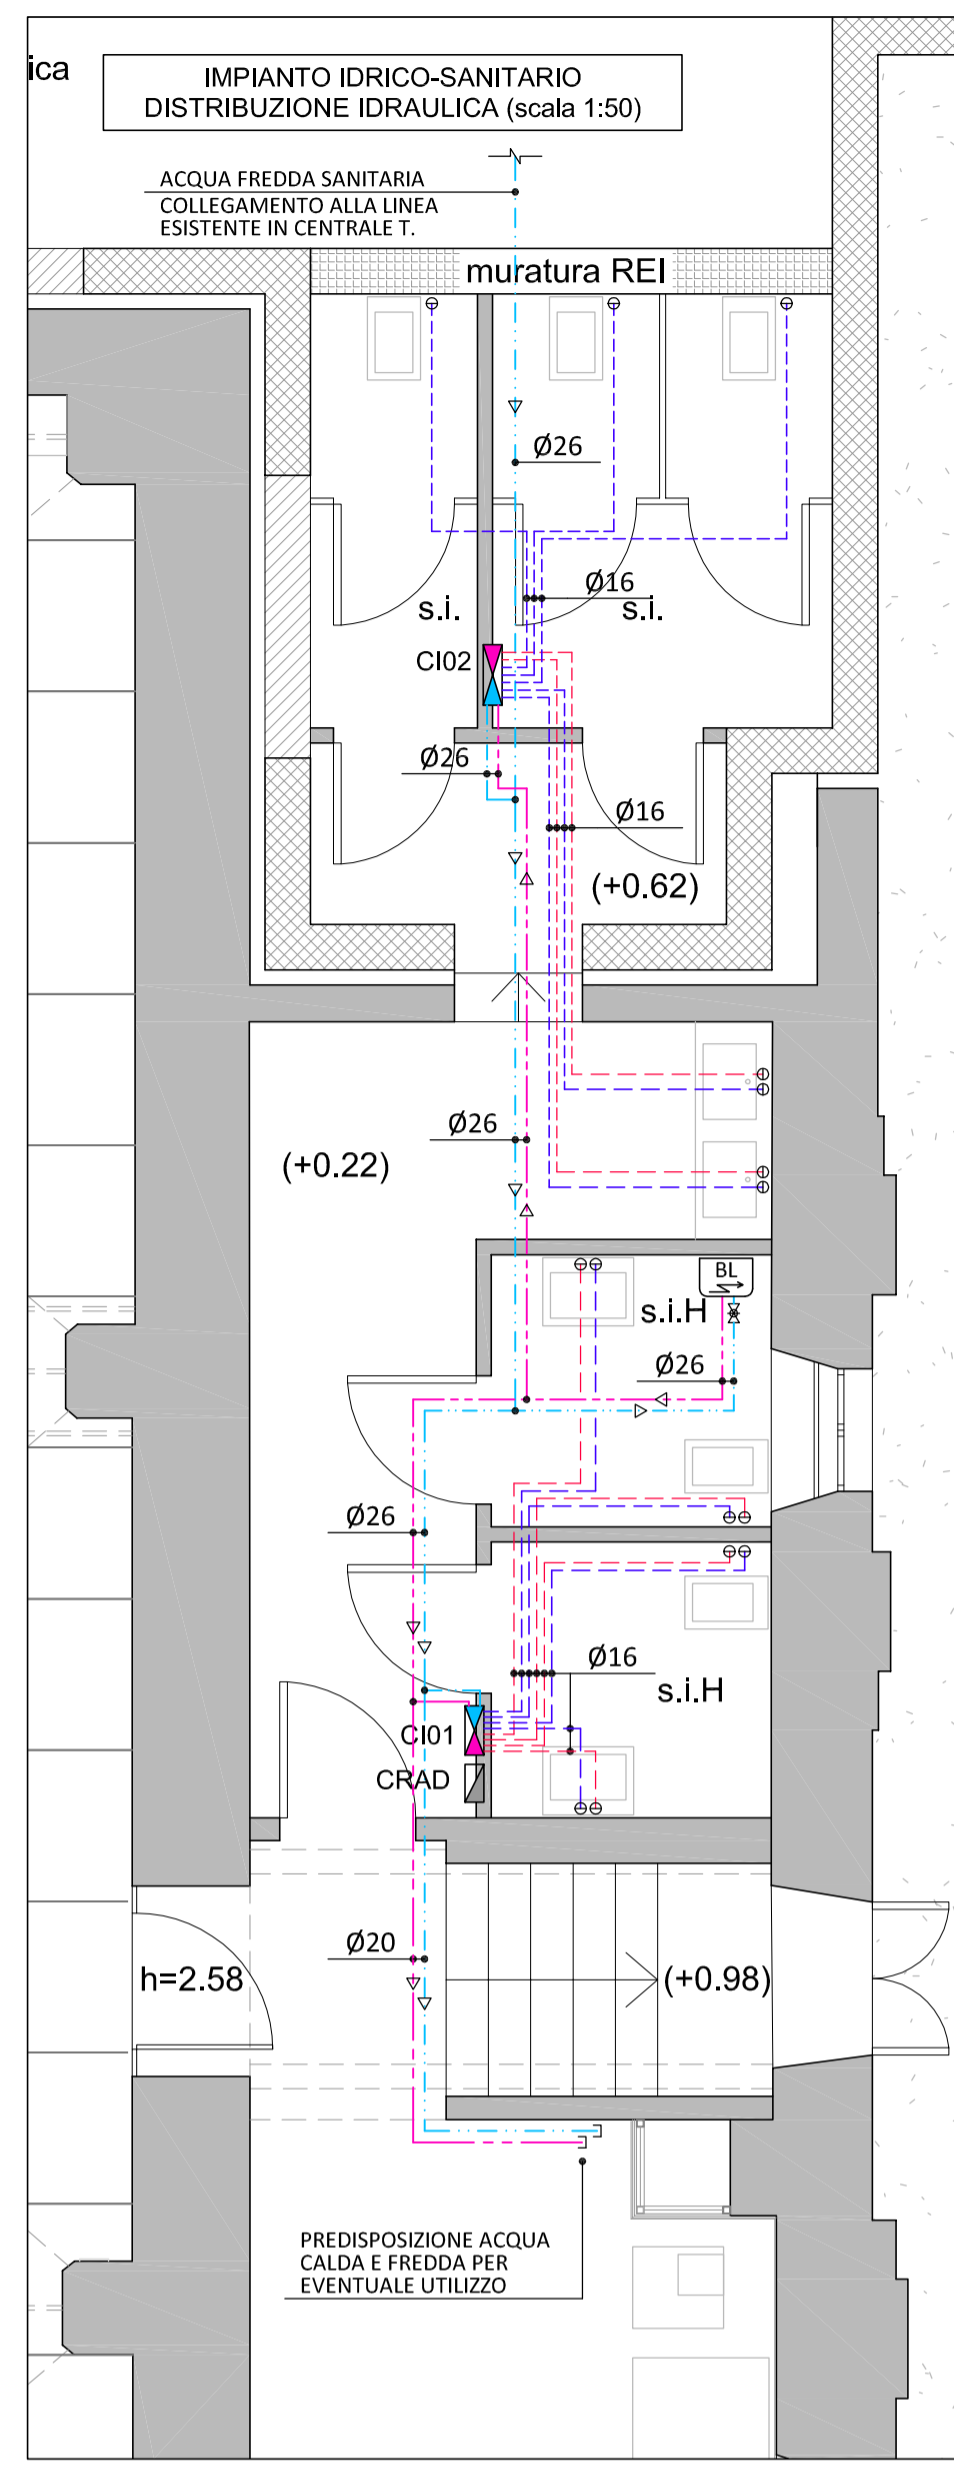 ica
IMPIANTO IDRICO-SANITARIO
DISTRIBUZIONE IDRAULICA (scala 1:50)
ACQUA FREDDA SANITARIA
COLLEGAMENTO ALLA LINEA
ESISTENTE IN CENTRALE T.
muratura REI
Ø26
Ø16
s.i.
s.i.
CI02
Ø26
Ø16
(+0.62)
Ø26
(+0.22)
BL
s.i.H
Ø26
Ø26
Ø16
s.i.H
CI01
CRAD
Ø20
h=2.58
(+0.98)
PREDISPOSIZIONE ACQUA
CALDA E FREDDA PER
EVENTUALE UTILIZZO